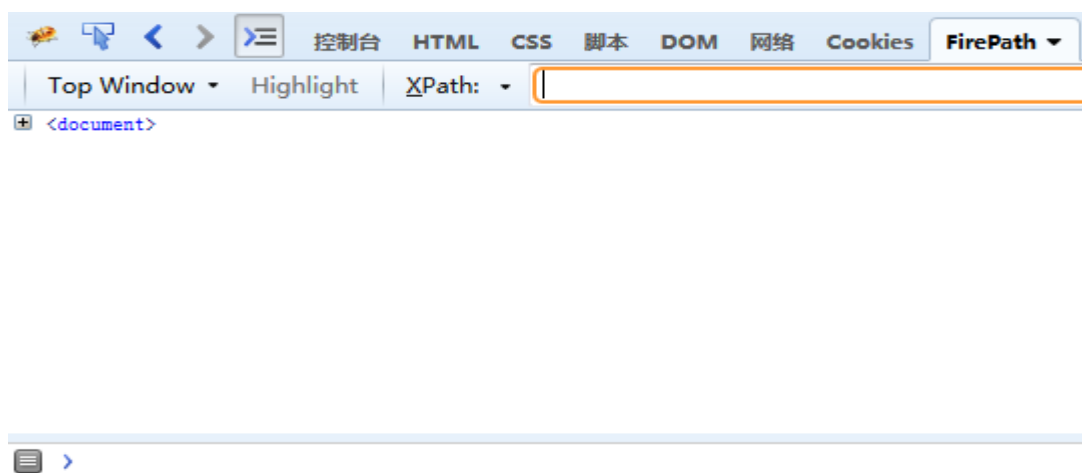 控制台 HTML CSS 脚本 DOM 网络 Cookies FirePath
Top Window Highlight XPath:
<document>